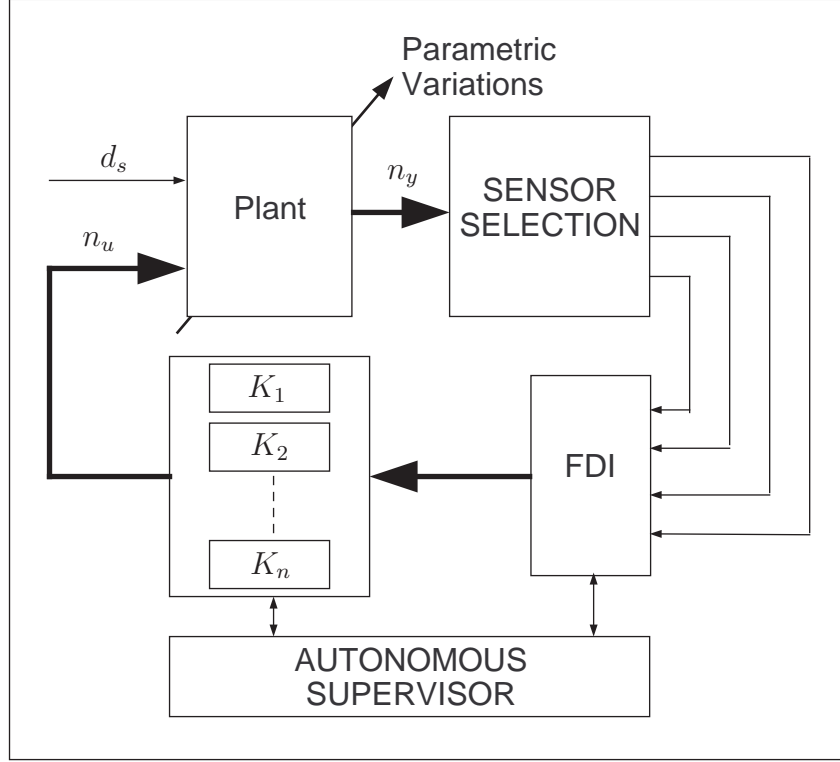 Parametric
Variations
d_s
n_y
Plant
SENSOR
SELECTION
n_u
K_1
K_2
FDI
K_n
AUTONOMOUS
SUPERVISOR